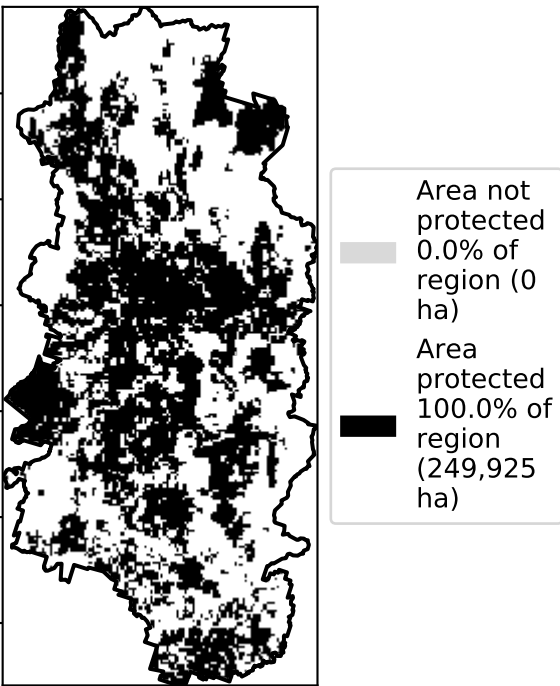 Area not
protected
0.0% of
region (0
ha)
Area
protected
100.0% of
region
(249,925
ha)